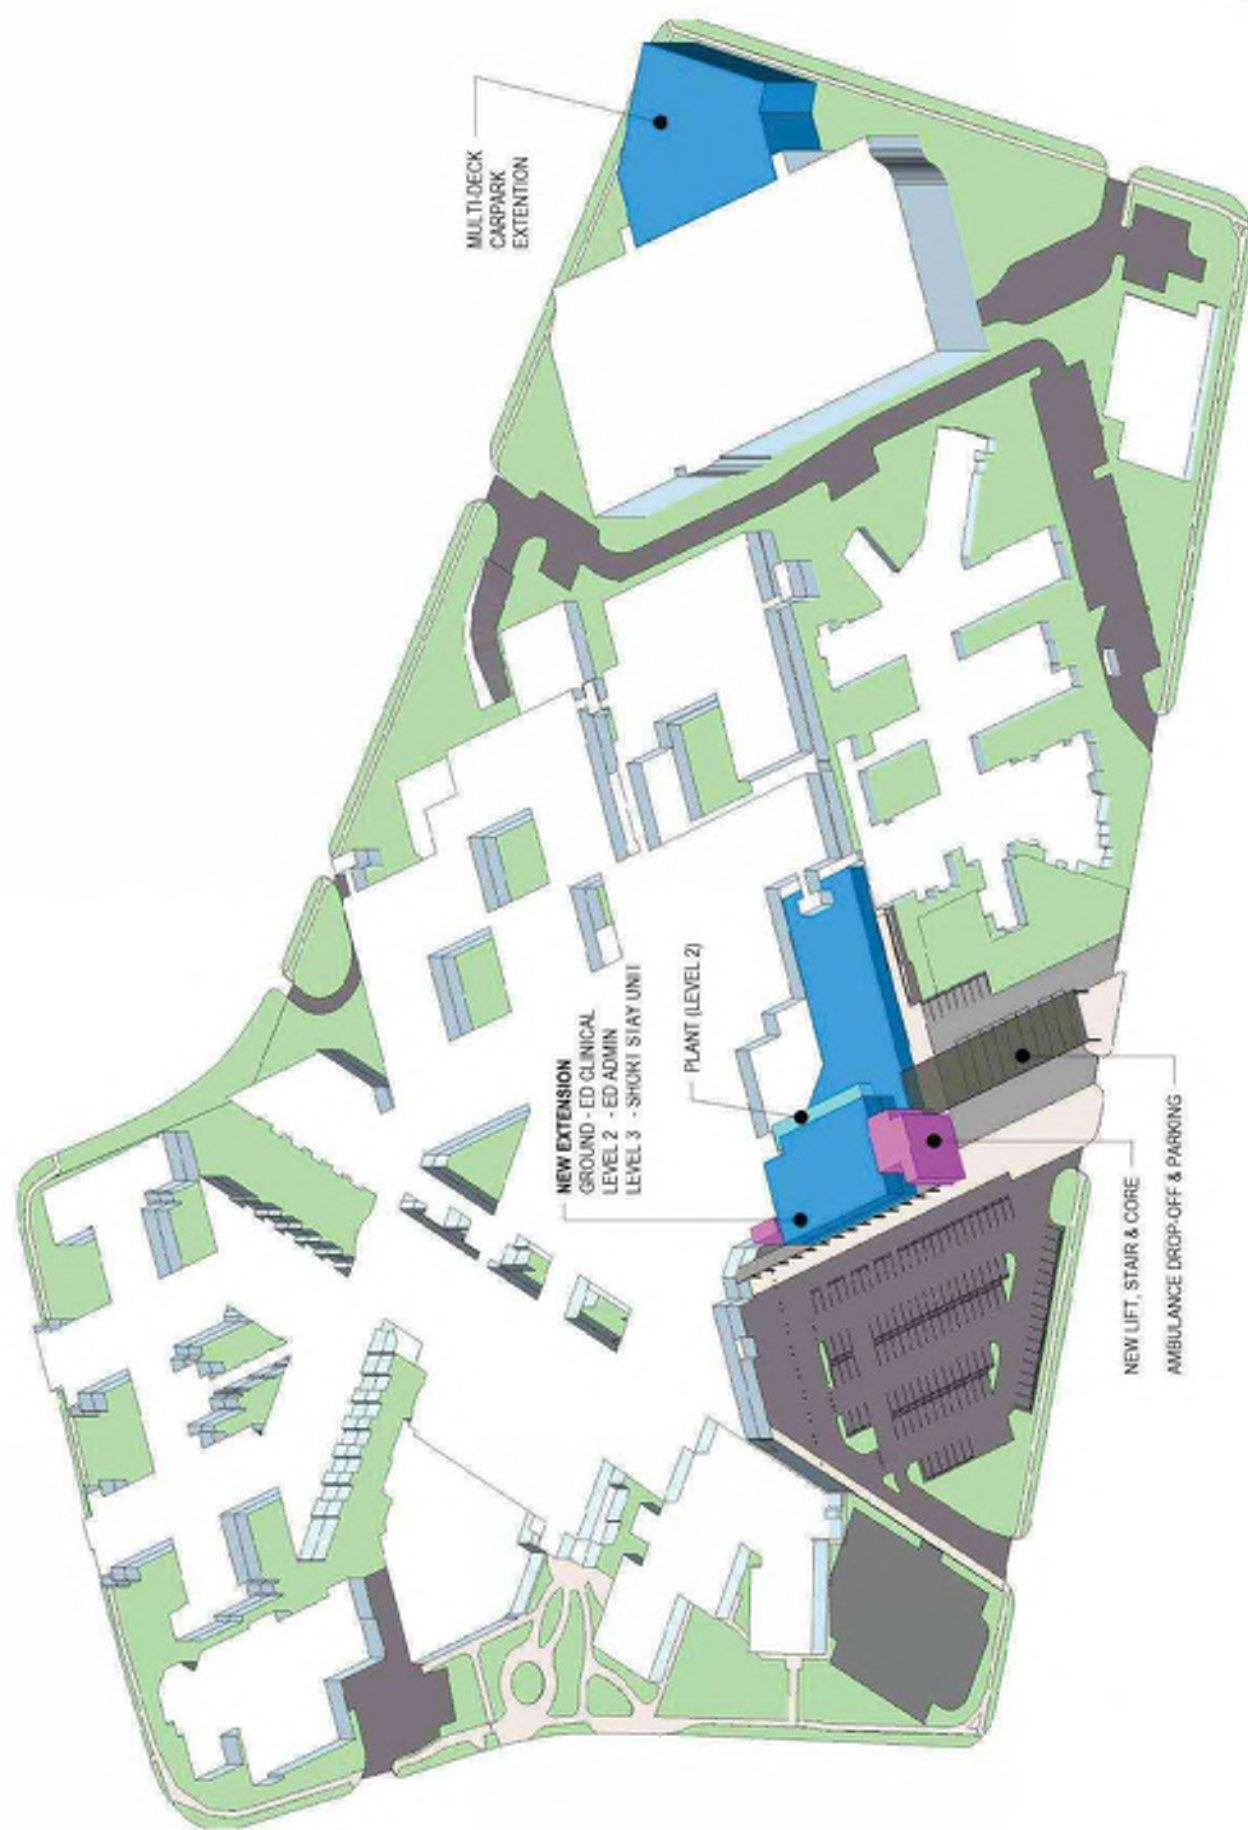 MULTI-DECK
CARPARK
EXTENTION
NEW EXTENSION
GROUND - ED CLINICAL
LEVEL 2 - ED ADMIN
LEVEL 3 - SHORT STAY UNIT
PLANT (LEVEL 2)
NEW LIFT, STAIR & CORE
AMBULANCE DROP-OFF & PARKING